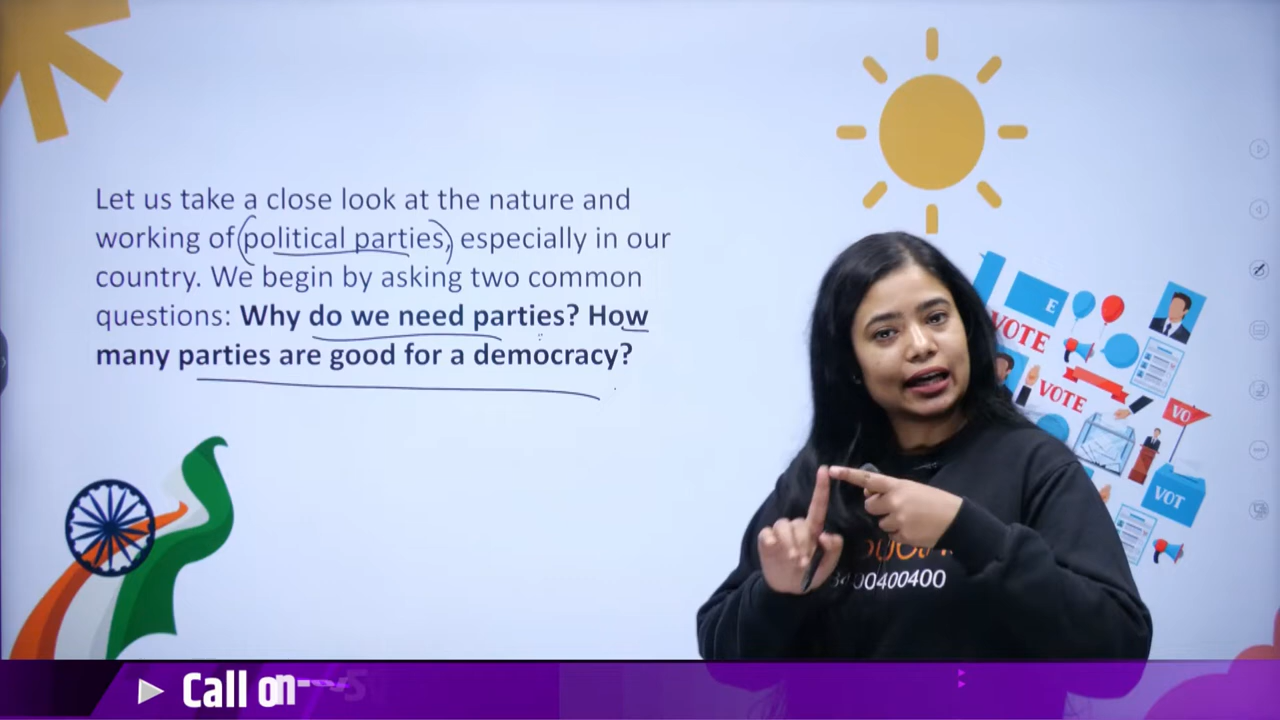 Let us take a close look at the nature and
working of political parties, especially in our
country. We begin by asking two common
questions: Why do we need parties? How
many parties are good for a democracy?
E
VOTE
VOTE
VO
VOT
00400400
Call on-